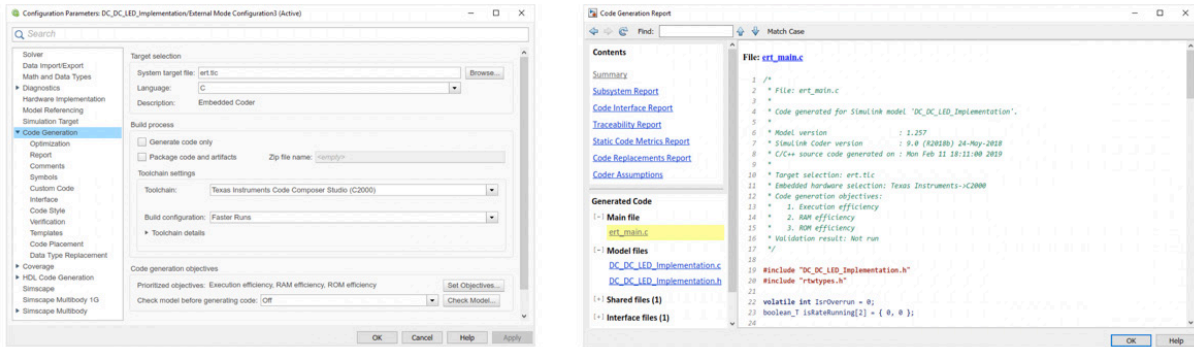 Configuration Parameters: DC_DC_LED_Implementation/External Mode Configuration3 (Active)
Search
Solver
Data Import/Export
Math and Data Types
Diagnostics
Hardware Implementation
Model Referencing
Simulation Target
Code Generation
Optimization
Report
Comments
Symbols
Custom Code
Interface
Code Style
Verification
Templates
Code Placement
Data Type Replacement
Coverage
HDL Code Generation
Simscape
Simscape Multibody 1G
Simscape Multibody
Target selection
System target file: ert.tlc Browse...
Language: C
Description: Embedded Coder
Build process
Generate code only
Package code and artifacts Zip file name: <empty>
Toolchain settings
Toolchain: Texas Instruments Code Composer Studio (C2000)
Build configuration: Faster Runs
Toolchain details
Code generation objectives
Prioritized objectives: Execution efficiency, RAM efficiency, ROM efficiency Set Objectives...
Check model before generating code: Off Check Model...
OK Cancel Help Apply
Code Generation Report
Find: Match Case
Contents
Summary
Subsystem Report
Code Interface Report
Traceability Report
Static Code Metrics Report
Code Replacements Report
Coder Assumptions
Generated Code
[-] Main file
ert_main.c
[-] Model files
DC_DC_LED_Implementation.c
DC_DC_LED_Implementation.h
[+] Shared files (1)
[+] Interface files (1)
File: ert_main.c
1 /*
2 * File: ert_main.c
3 *
4 * Code generated for Simulink model 'DC_DC_LED_Implementation'.
5 *
6 * Model version : 1.257
7 * Simulink Coder version : 9.0 (R2018b) 24-May-2018
8 * C/C++ source code generated on : Mon Feb 11 18:11:00 2019
9 *
10 * Target selection: ert.tlc
11 * Embedded hardware selection: Texas Instruments->C2000
12 * Code generation objectives:
13 * 1. Execution efficiency
14 * 2. RAM efficiency
15 * 3. ROM efficiency
16 * Validation result: Not run
17 */
18
19 #include "DC_DC_LED_Implementation.h"
20 #include "rtwtypes.h"
21
22 volatile int IsrOverrun = 0;
23 boolean_T isRateRunning[2] = { 0, 0 };
24
OK Help